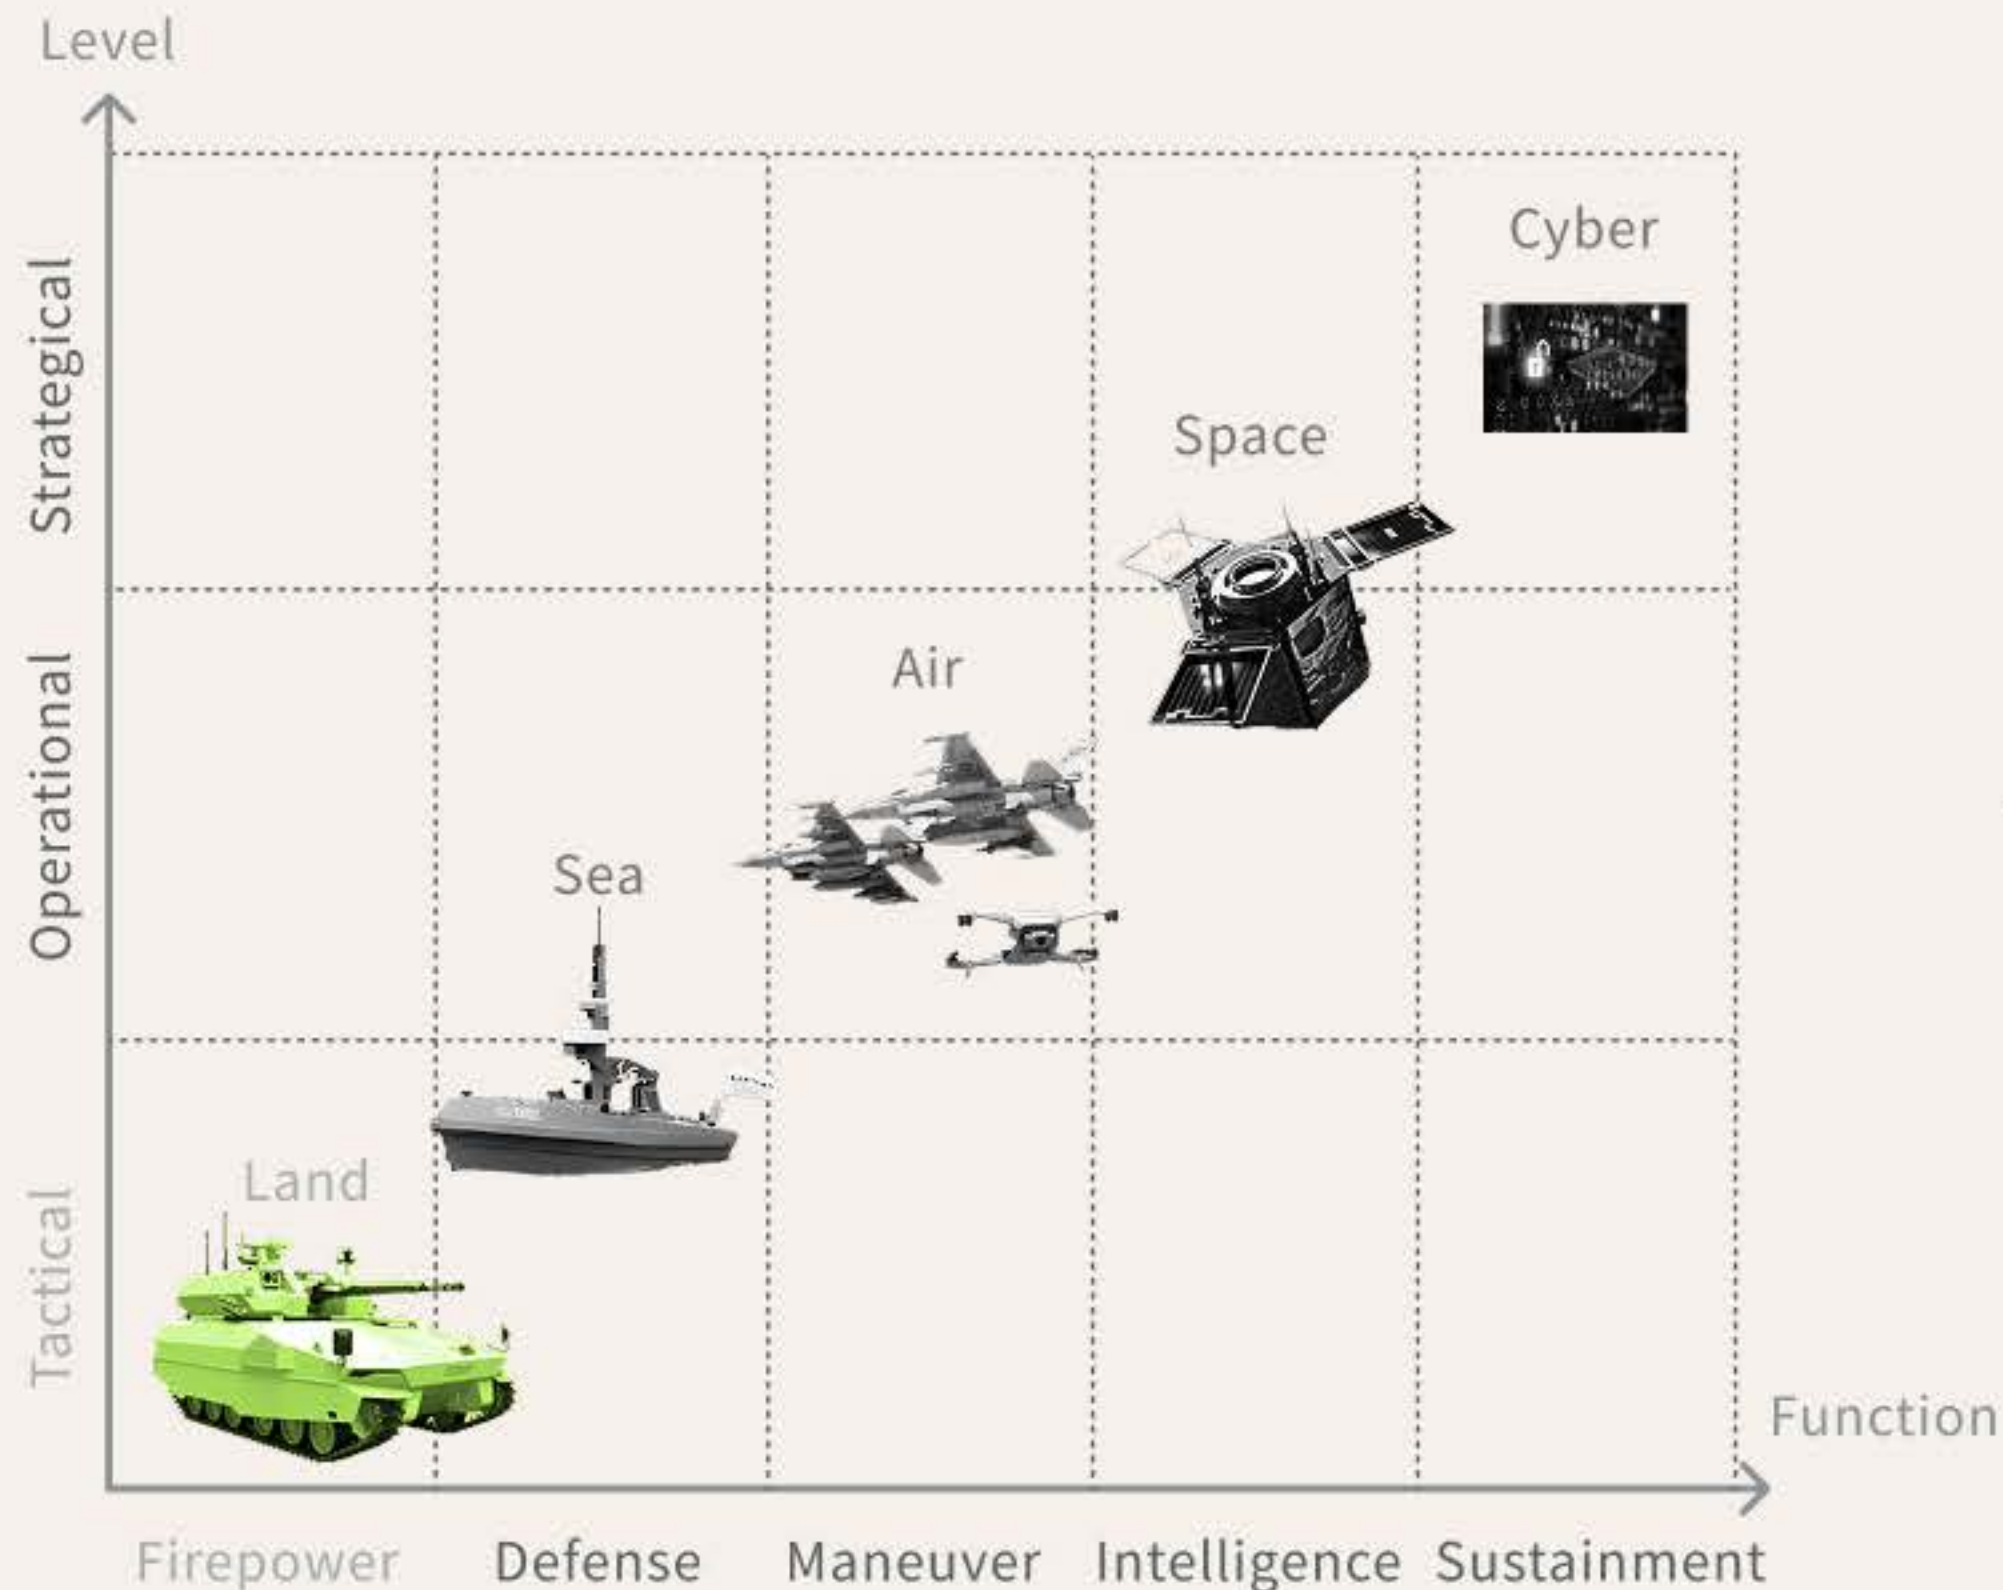 Level
Strategical
Operational
Tactical
Cyber
Space
Air
Sea
Land
Function
Firepower
Defense
Maneuver
Intelligence
Sustainment